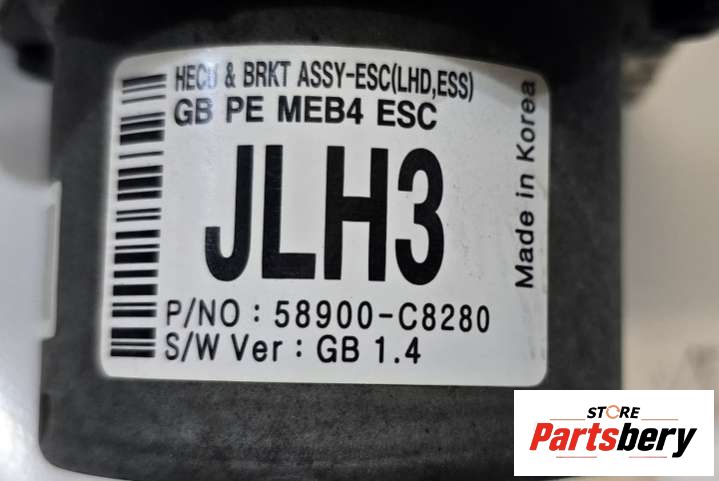 HECU & BRKT ASSY-ESC(LHD,ESS)
GB PE MEB4 ESC
JLH3
Made in Korea
P/NO : 58900-C8280
S/W Ver : GB 1.4
STORE
Partsbery